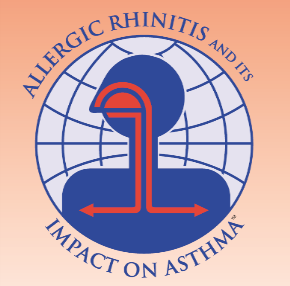 ALLERGIC RHINITIS AND ITS
IMPACT ON ASTHMA™